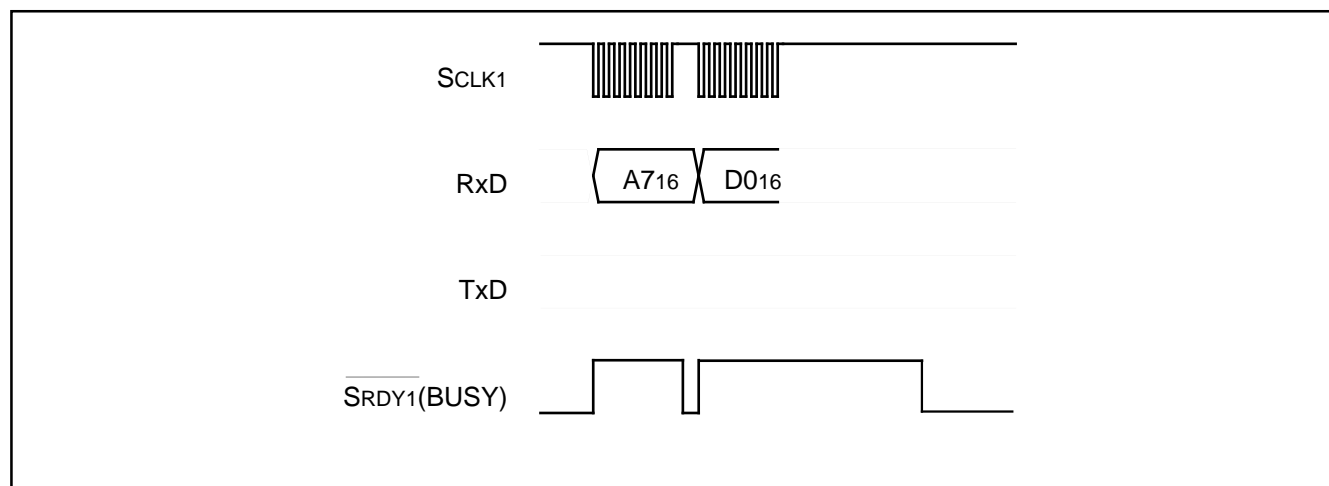 SCLK1
RxD
A716
D016
TxD
SRDY1(BUSY)